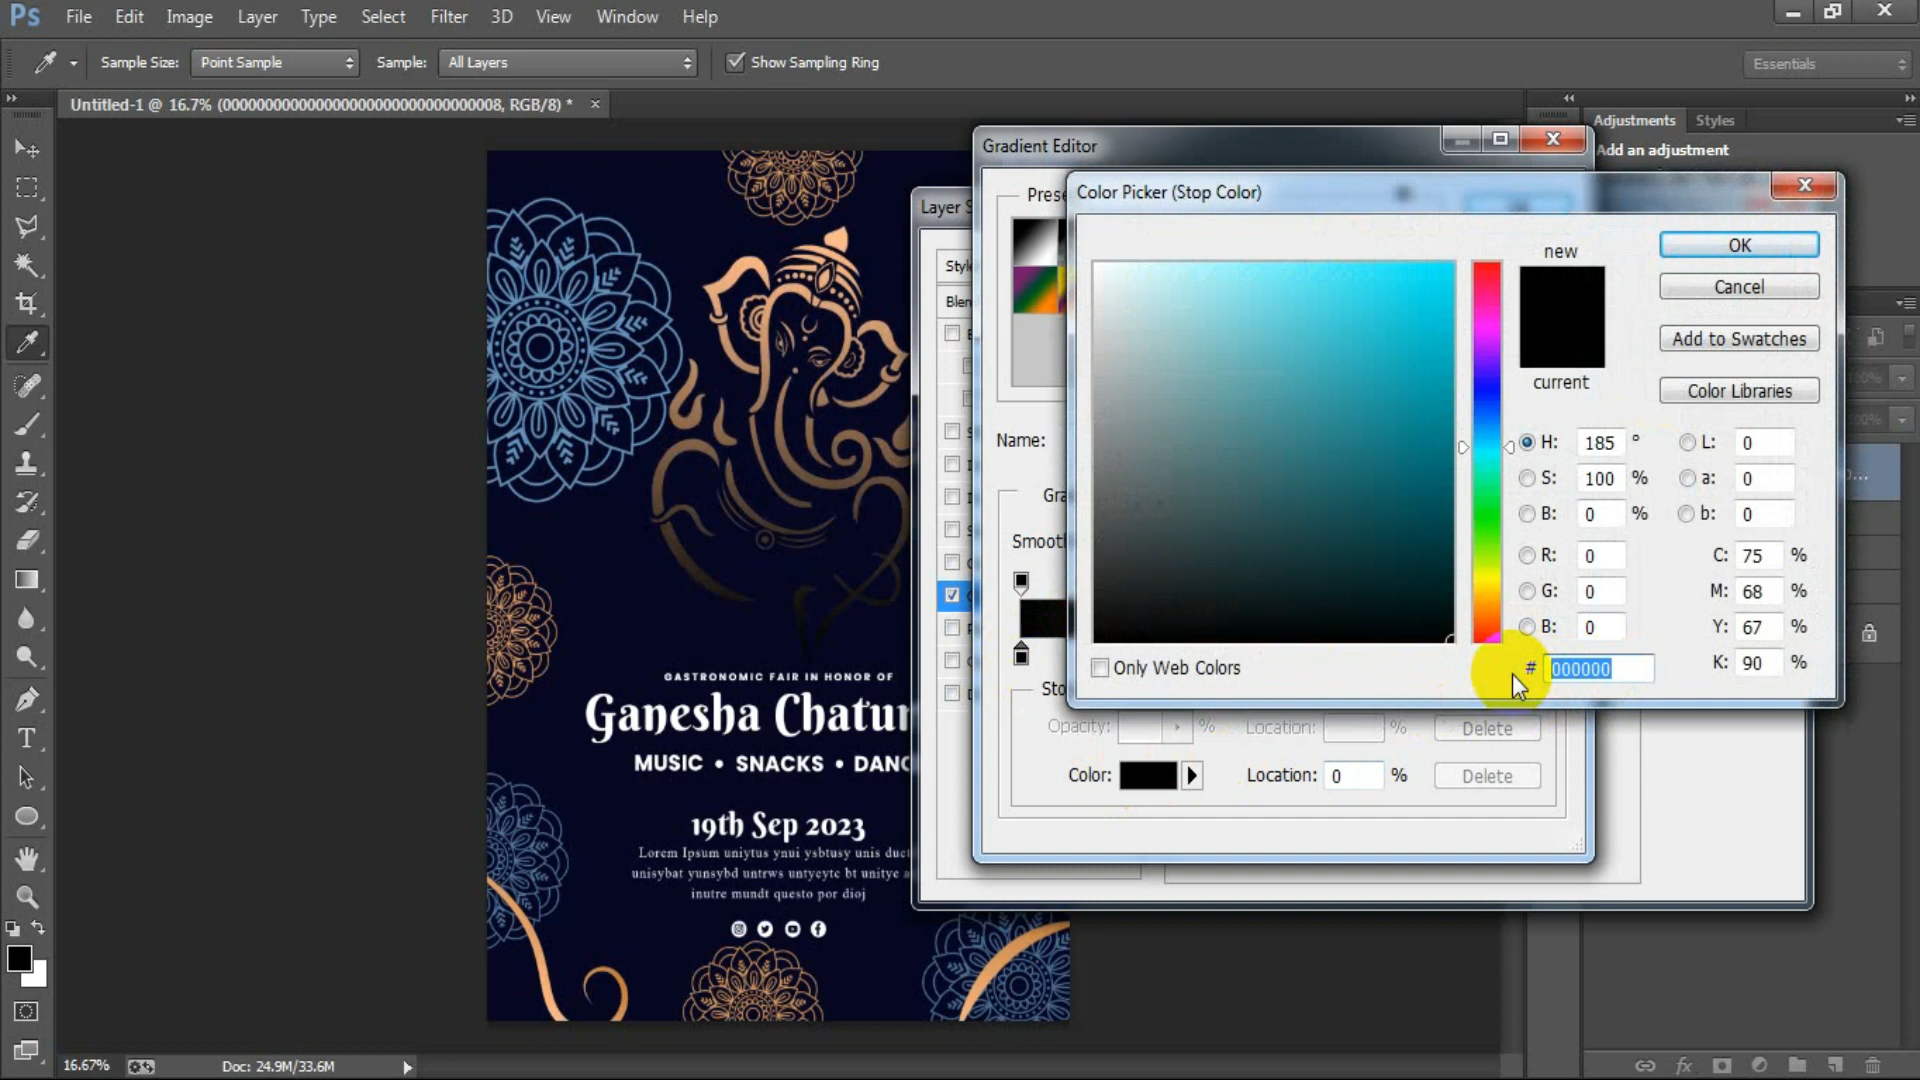 Ps File Edit Image Layer Type Select Filter 3D View Window Help
Sample Size: Point Sample Sample: All Layers Show Sampling Ring Essentials
Untitled-1 @ 16.7% (00000000000000000000000000000008, RGB/8) *
Adjustments Styles
Add an adjustment
Gradient Editor
Color Picker (Stop Color)
new
OK
Cancel
Add to Swatches
current
Color Libraries
H: 185 ° L: 0
S: 100 % a: 0
B: 0 % b: 0
R: 0 C: 75 %
G: 0 M: 68 %
B: 0 Y: 67 %
Only Web Colors # 000000 K: 90 %
Name:
Opacity: % Location: % Delete
Color: Location: 0 % Delete
GASTRONOMIC FAIR IN HONOR OF
Ganesha Chatur
MUSIC • SNACKS • DANC
19th Sep 2023
Lorem Ipsum uniytus ynui ysbtusy unis duet
unisybat yunsybd untrws untyeytc bt unitye a
inutre mundt questo por dioj
16.67% Doc: 24.9M/33.6M